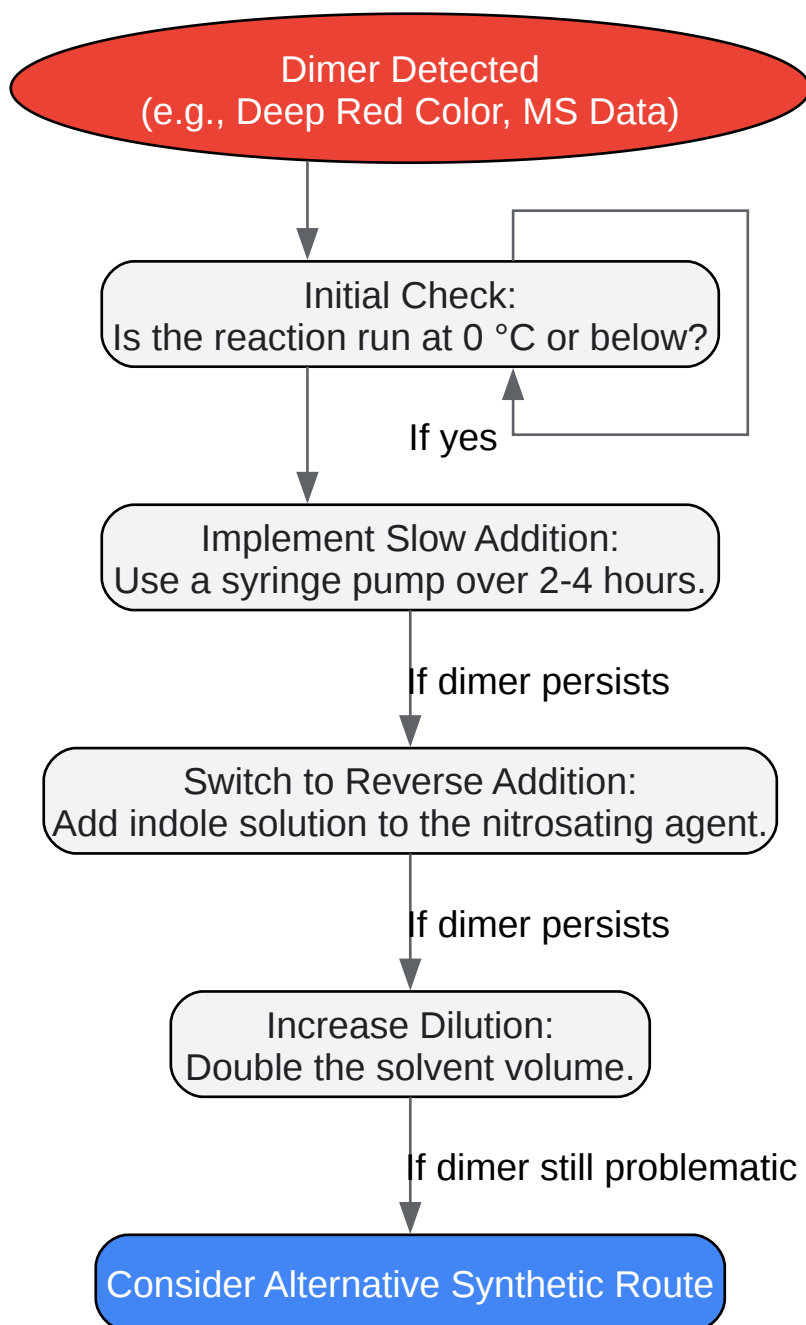 Dimer Detected
(e.g., Deep Red Color, MS Data)
Initial Check:
Is the reaction run at 0 °C or below?
If yes
Implement Slow Addition:
Use a syringe pump over 2-4 hours.
If dimer persists
Switch to Reverse Addition:
Add indole solution to the nitrosating agent.
If dimer persists
Increase Dilution:
Double the solvent volume.
If dimer still problematic
Consider Alternative Synthetic Route